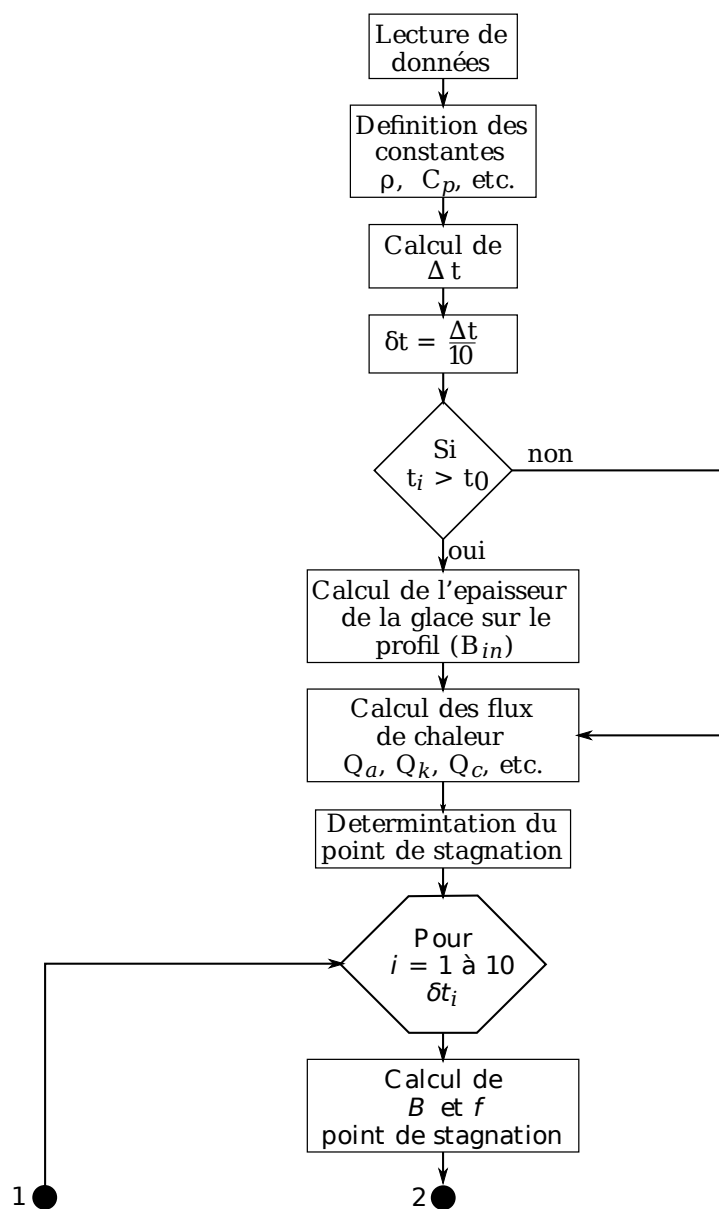 Lecture de
données
Definition des
constantes
ρ, C_p, etc.
Calcul de
Δ t
δt = Δt/10
Si
t_i > t0
non
oui
Calcul de l'epaisseur
de la glace sur le
profil (B_in)
Calcul des flux
de chaleur
Q_a, Q_k, Q_c, etc.
Determintation du
point de stagnation
Pour
i = 1 à 10
δt_i
Calcul de
B et f
point de stagnation
1
2